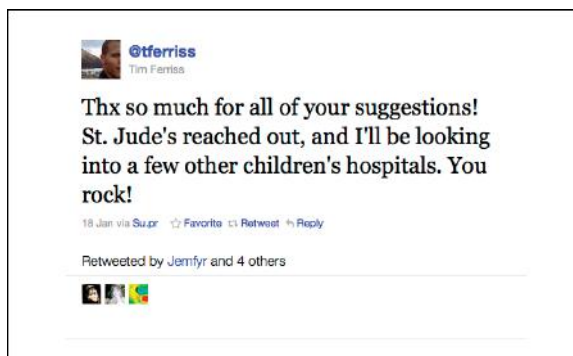 @tferriss
Tim Ferriss
Thx so much for all of your suggestions!
St. Jude's reached out, and I'll be looking
into a few other children's hospitals. You
rock!
18 Jan via Su.pr Favorite Retweet Reply
Retweeted by Jemfyr and 4 others